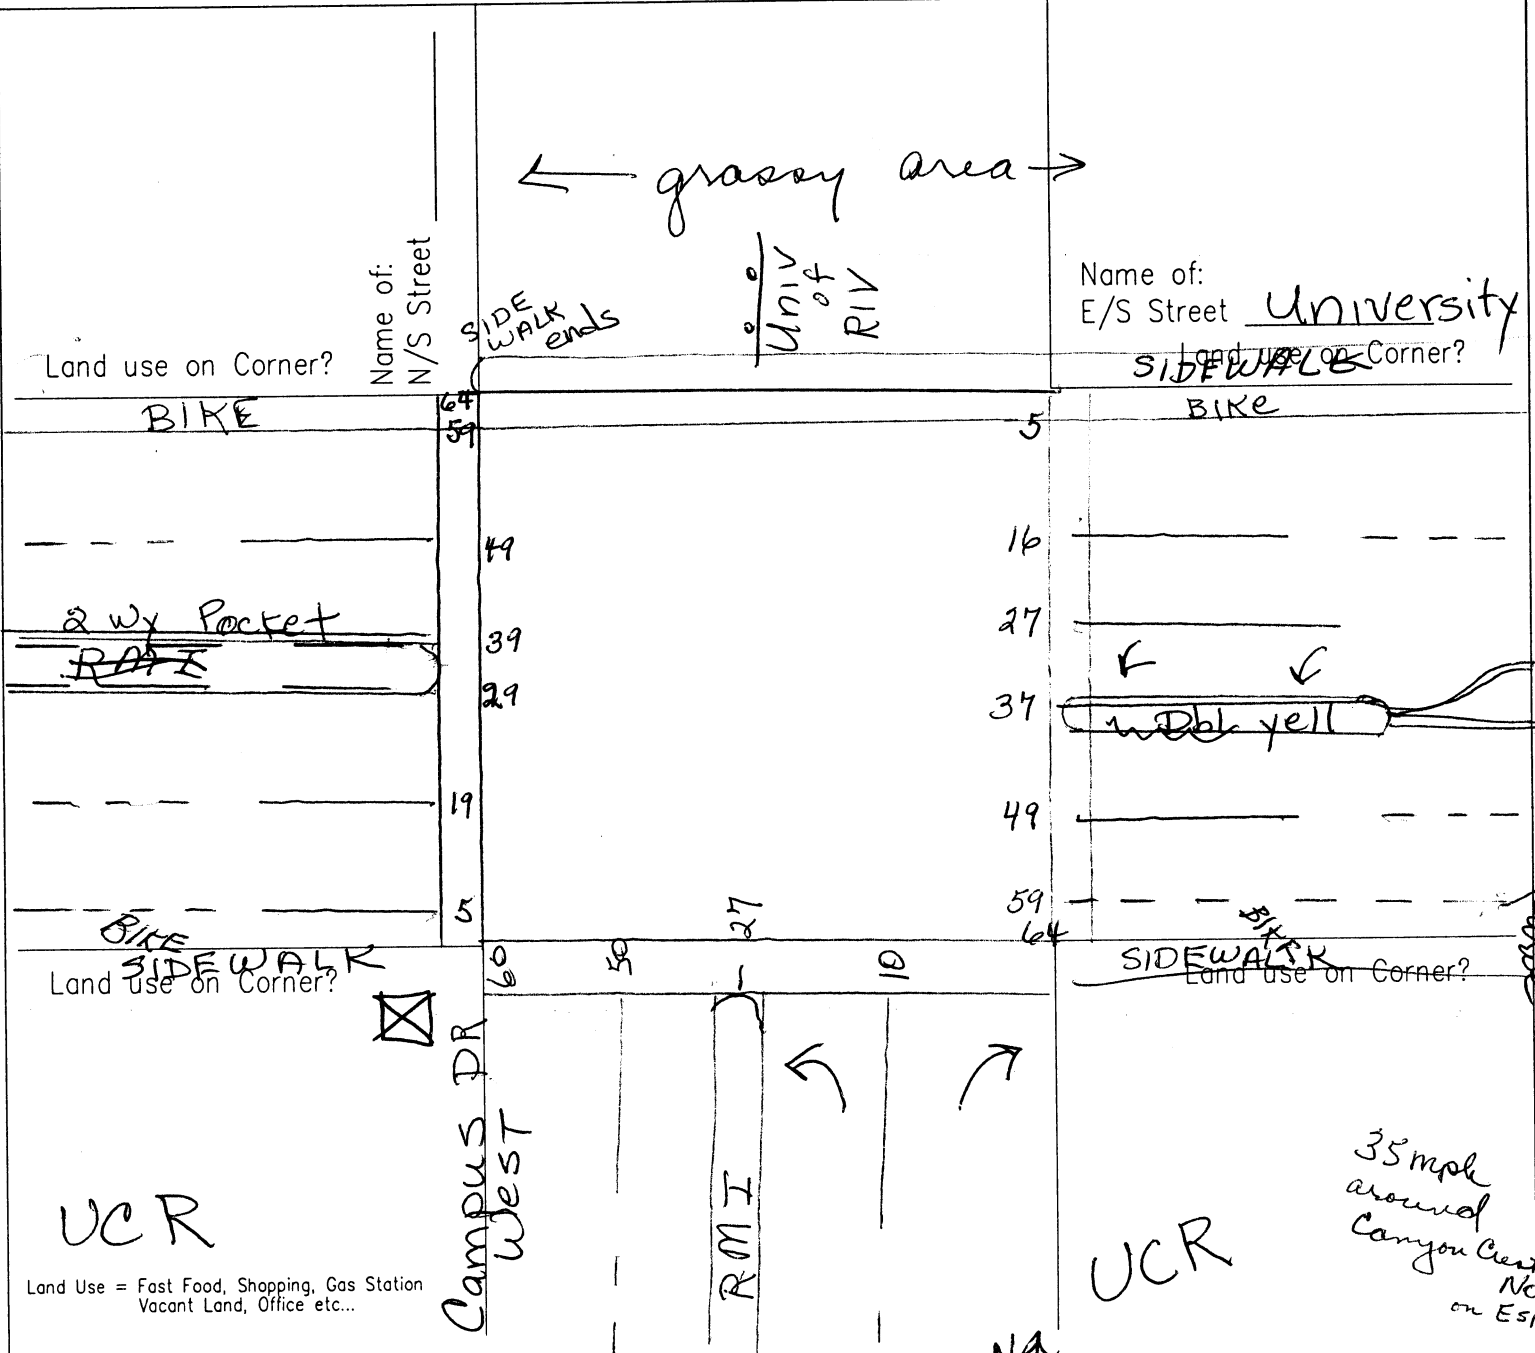 ← grassy area →
Name of:
N/S Street
SIDE
WALK
ends
Univ
of
RIV
Name of:
E/S Street University
Land use on Corner?
Land use on Corner?
SIDEWALK
BIKE
64
59
5
BIKE
49
16
2 Wy Pocket
39
27
RMI
29
37
Dbl yell
19
49
5
27
59
BIKE
SIDEWALK
Land use on Corner?
60
50
10
64
BIKE
SIDEWALK
Land use on Corner?
Campus DR
West
RMI
UCR
UCR
35 mph
around
Canyon Crest
No
on
Land Use = Fast Food, Shopping, Gas Station
Vacant Land, Office etc...